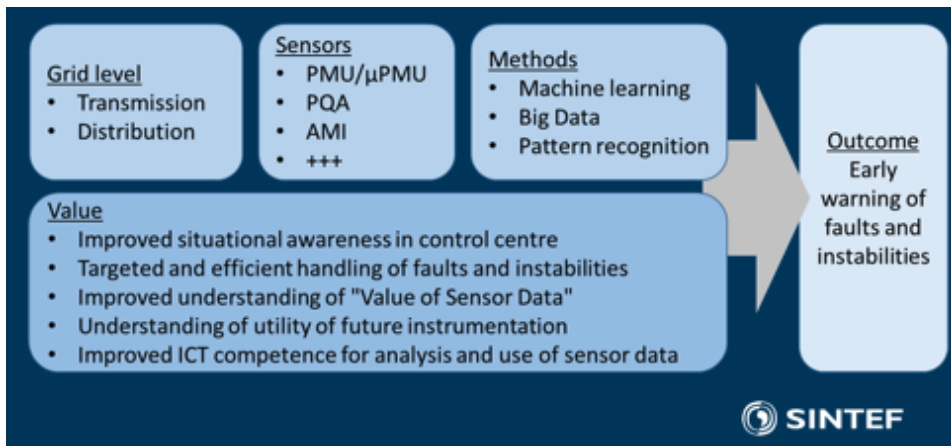 Grid level
• Transmission
• Distribution
Sensors
• PMU/µPMU
• PQA
• AMI
• +++
Methods
• Machine learning
• Big Data
• Pattern recognition
Value
• Improved situational awareness in control centre
• Targeted and efficient handling of faults and instabilities
• Improved understanding of "Value of Sensor Data"
• Understanding of utility of future instrumentation
• Improved ICT competence for analysis and use of sensor data
Outcome
Early
warning of
faults and
instabilities
SINTEF